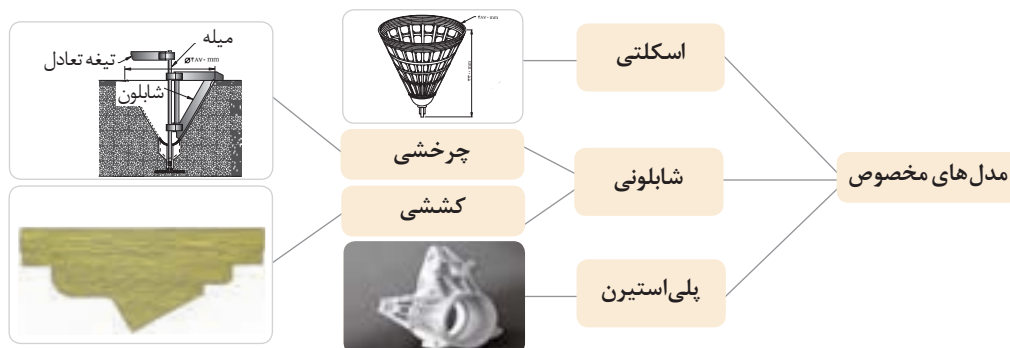 مدل‌های مخصوص
اسکلتی
شابلونی
پلی‌استیرن
چرخشی
کششی
میله
تیغه تعادل
شابلون